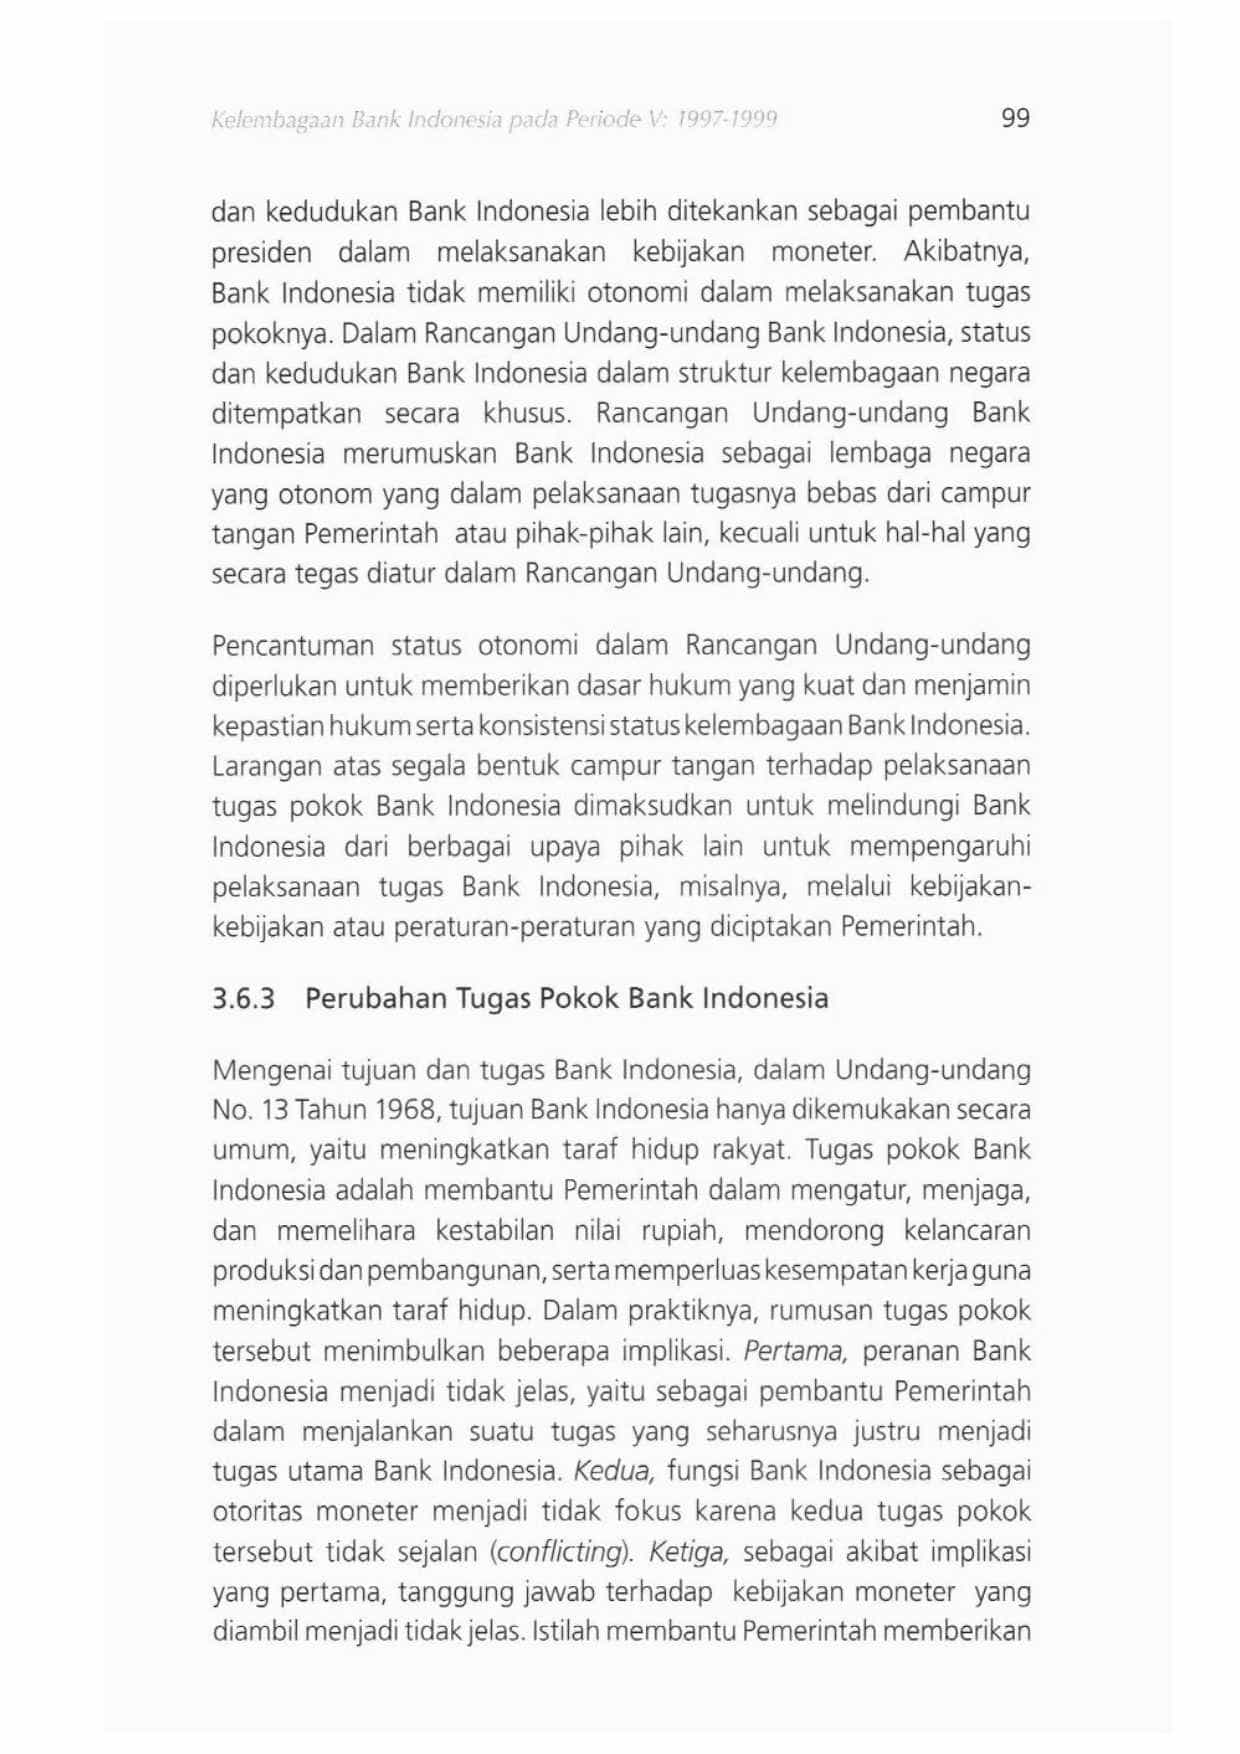 Kelembagaan Bank Indonesia pada Periode V: 1997-1999 99
dan kedudukan Bank Indonesia lebih ditekankan sebagai pembantu
presiden dalam melaksanakan kebijakan moneter. Akibatnya,
Bank Indonesia tidak memiliki otonomi dalam melaksanakan tugas
pokoknya. Dalam Rancangan Undang-undang Bank Indonesia, status
dan kedudukan Bank Indonesia dalam struktur kelembagaan negara
ditempatkan secara khusus. Rancangan Undang-undang Bank
Indonesia merumuskan Bank Indonesia sebagai lembaga negara
yang otonom yang dalam pelaksanaan tugasnya bebas dari campur
tangan Pemerintah atau pihak-pihak lain, kecuali untuk hal-hal yang
secara tegas diatur dalam Rancangan Undang-undang.
Pencantuman status otonomi dalam Rancangan Undang-undang
diperlukan untuk memberikan dasar hukum yang kuat dan menjamin
kepastian hukum serta konsistensi status kelembagaan Bank Indonesia.
Larangan atas segala bentuk campur tangan terhadap pelaksanaan
tugas pokok Bank Indonesia dimaksudkan untuk melindungi Bank
Indonesia dari berbagai upaya pihak lain untuk mempengaruhi
pelaksanaan tugas Bank Indonesia, misalnya, melalui kebijakan-
kebijakan atau peraturan-peraturan yang diciptakan Pemerintah.
3.6.3 Perubahan Tugas Pokok Bank Indonesia
Mengenai tujuan dan tugas Bank Indonesia, dalam Undang-undang
No. 13 Tahun 1968, tujuan Bank Indonesia hanya dikemukakan secara
umum, yaitu meningkatkan taraf hidup rakyat. Tugas pokok Bank
Indonesia adalah membantu Pemerintah dalam mengatur, menjaga,
dan memelihara kestabilan nilai rupiah, mendorong kelancaran
produksi dan pembangunan, serta memperluas kesempatan kerja guna
meningkatkan taraf hidup. Dalam praktiknya, rumusan tugas pokok
tersebut menimbulkan beberapa implikasi. Pertama, peranan Bank
Indonesia menjadi tidak jelas, yaitu sebagai pembantu Pemerintah
dalam menjalankan suatu tugas yang seharusnya justru menjadi
tugas utama Bank Indonesia. Kedua, fungsi Bank Indonesia sebagai
otoritas moneter menjadi tidak fokus karena kedua tugas pokok
tersebut tidak sejalan (conflicting). Ketiga, sebagai akibat implikasi
yang pertama, tanggung jawab terhadap kebijakan moneter yang
diambil menjadi tidak jelas. Istilah membantu Pemerintah memberikan